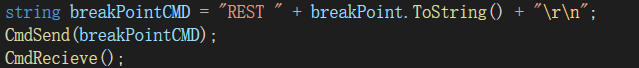 string breakPointCMD = "REST " + breakPoint.ToString() + "\r\n";
CmdSend(breakPointCMD);
CmdRecieve();